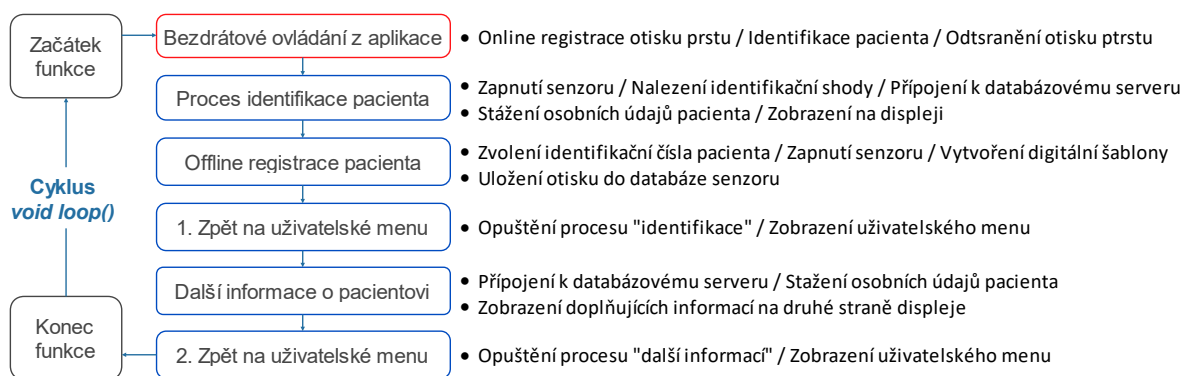 Začátek
funkce
Bezdrátové ovládání z aplikace
• Online registrace otisku prstu / Identifikace pacienta / Odtsranění otisku ptrstu
Proces identifikace pacienta
• Zapnutí senzoru / Nalezení identifikační shody / Přípojení k databázovému serveru
• Stážení osobních údajů pacienta / Zobrazení na displeji
Offline registrace pacienta
• Zvolení identifikační čísla pacienta / Zapnutí senzoru / Vytvoření digitální šablony
• Uložení otisku do databáze senzoru
Cyklus
void loop()
1. Zpět na uživatelské menu
• Opuštění procesu "identifikace" / Zobrazení uživatelského menu
Další informace o pacientovi
• Přípojení k databázovému serveru / Stažení osobních údajů pacienta
• Zobrazení doplňujících informací na druhé straně displeje
Konec
funkce
2. Zpět na uživatelské menu
• Opuštění procesu "další informací" / Zobrazení uživatelského menu